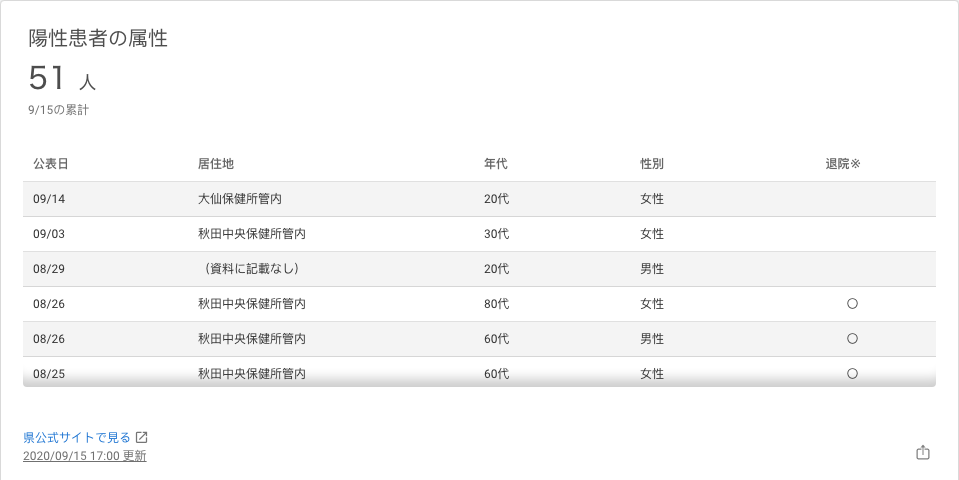 陽性患者の属性
51 人
9/15の累計
公表日 居住地 年代 性別 退院※
09/14 大仙保健所管内 20代 女性
09/03 秋田中央保健所管内 30代 女性
08/29 （資料に記載なし） 20代 男性
08/26 秋田中央保健所管内 80代 女性 ○
08/26 秋田中央保健所管内 60代 男性 ○
08/25 秋田中央保健所管内 60代 女性 ○
県公式サイトで見る
2020/09/15 17:00 更新